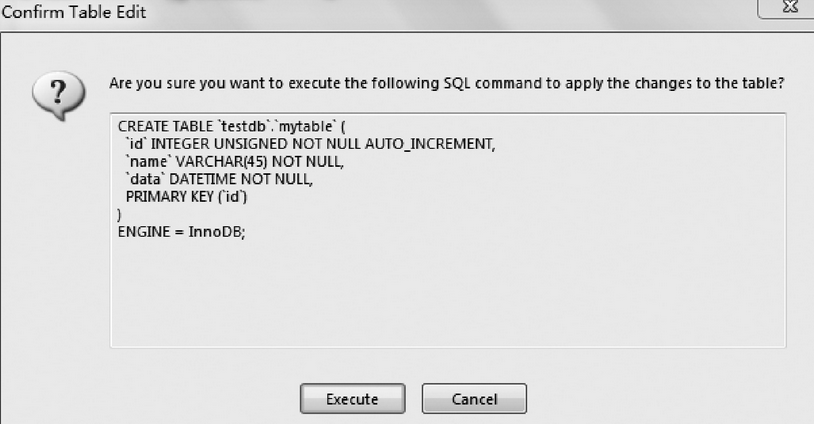 Confirm Table Edit
Are you sure you want to execute the following SQL command to apply the changes to the table?
CREATE TABLE `testdb`.`mytable` (
`id` INTEGER UNSIGNED NOT NULL AUTO_INCREMENT,
`name` VARCHAR(45) NOT NULL,
`data` DATETIME NOT NULL,
PRIMARY KEY (`id`)
)
ENGINE = InnoDB;
Execute Cancel